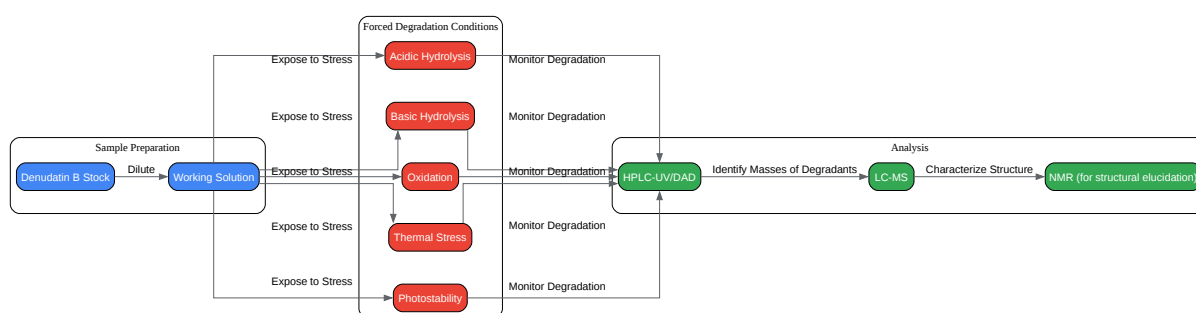 Forced Degradation Conditions
Expose to Stress
Acidic Hydrolysis
Monitor Degradation
Expose to Stress
Basic Hydrolysis
Monitor Degradation
Sample Preparation
Analysis
Denudatin B Stock
Dilute
Working Solution
Expose to Stress
Oxidation
Monitor Degradation
HPLC-UV/DAD
Identify Masses of Degradants
LC-MS
Characterize Structure
NMR (for structural elucidation)
Expose to Stress
Thermal Stress
Monitor Degradation
Expose to Stress
Photostability
Monitor Degradation